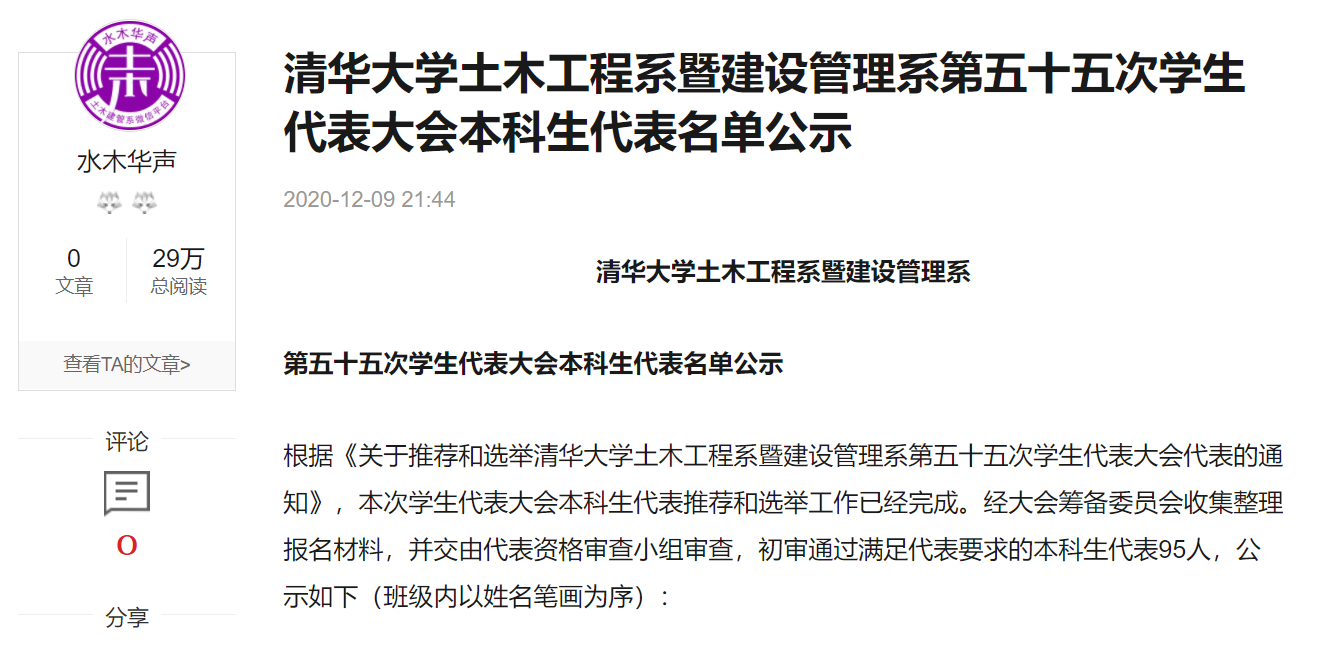 水木华声
土木建管系微信平台
水木华声
0
文章
29万
总阅读
查看TA的文章>
评论
0
分享
清华大学土木工程系暨建设管理系第五十五次学生
代表大会本科生代表名单公示
2020-12-09 21:44
清华大学土木工程系暨建设管理系
第五十五次学生代表大会本科生代表名单公示
根据《关于推荐和选举清华大学土木工程系暨建设管理系第五十五次学生代表大会代表的通
知》，本次学生代表大会本科生代表推荐和选举工作已经完成。经大会筹备委员会收集整理
报名材料，并交由代表资格审查小组审查，初审通过满足代表要求的本科生代表95人，公
示如下（班级内以姓名笔画为序）：